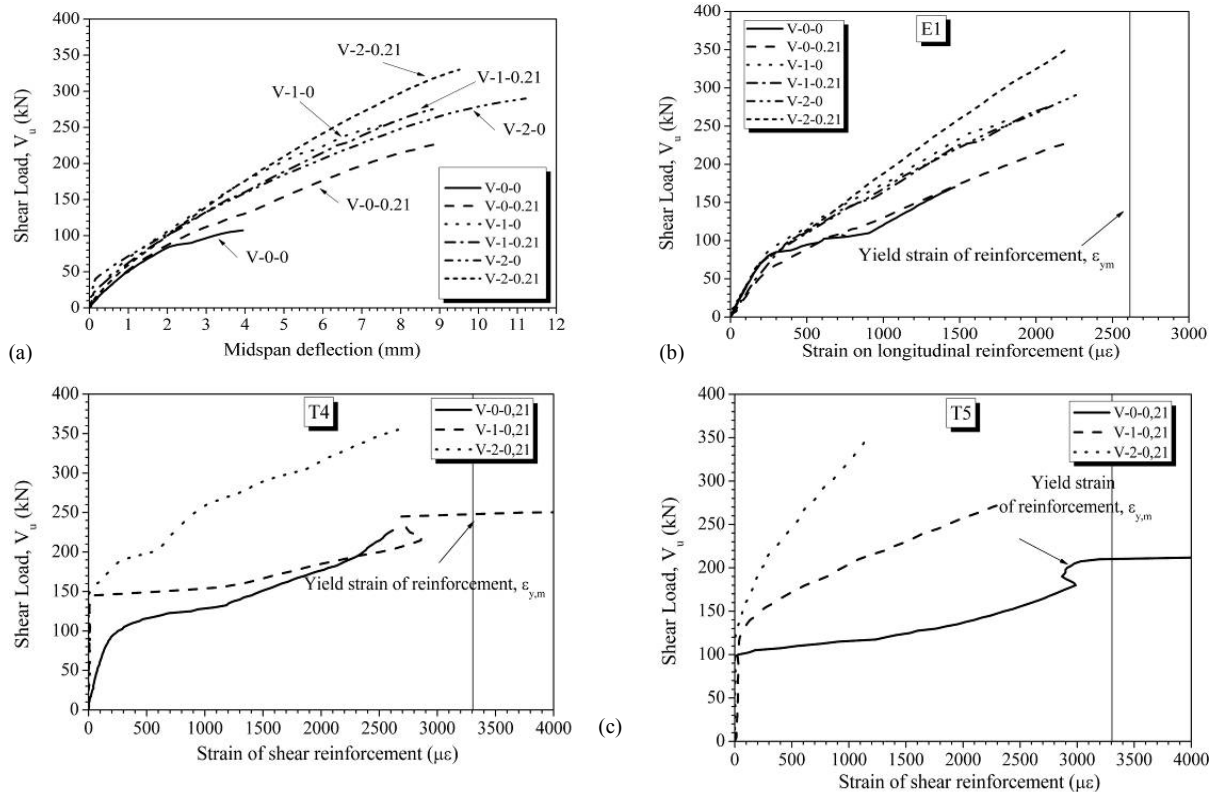 400
350
300
250
200
150
100
50
0
Shear Load, V_u (kN)
V-2-0.21
V-1-0.21
V-1-0
V-2-0
V-0-0.21
V-0-0
V-0-0
V-0-0.21
V-1-0
V-1-0.21
V-2-0
V-2-0.21
0 1 2 3 4 5 6 7 8 9 10 11 12
Midspan deflection (mm)
(a)
400
350
300
250
200
150
100
50
0
Shear Load, V_u (kN)
E1
V-0-0
V-0-0.21
V-1-0
V-1-0.21
V-2-0
V-2-0.21
Yield strain of reinforcement, ε_ym
0 500 1000 1500 2000 2500 3000
Strain on longitudinal reinforcement (με)
(b)
400
350
300
250
200
150
100
50
0
Shear Load, V_u (kN)
T4
V-0-0,21
V-1-0,21
V-2-0,21
Yield strain of reinforcement, ε_y,m
0 500 1000 1500 2000 2500 3000 3500 4000
Strain of shear reinforcement (με)
(c)
400
350
300
250
200
150
100
50
0
Shear Load, V_u (kN)
T5
V-0-0,21
V-1-0,21
V-2-0,21
Yield strain
of reinforcement, ε_y,m
0 500 1000 1500 2000 2500 3000 3500 4000
Strain of shear reinforcement (με)